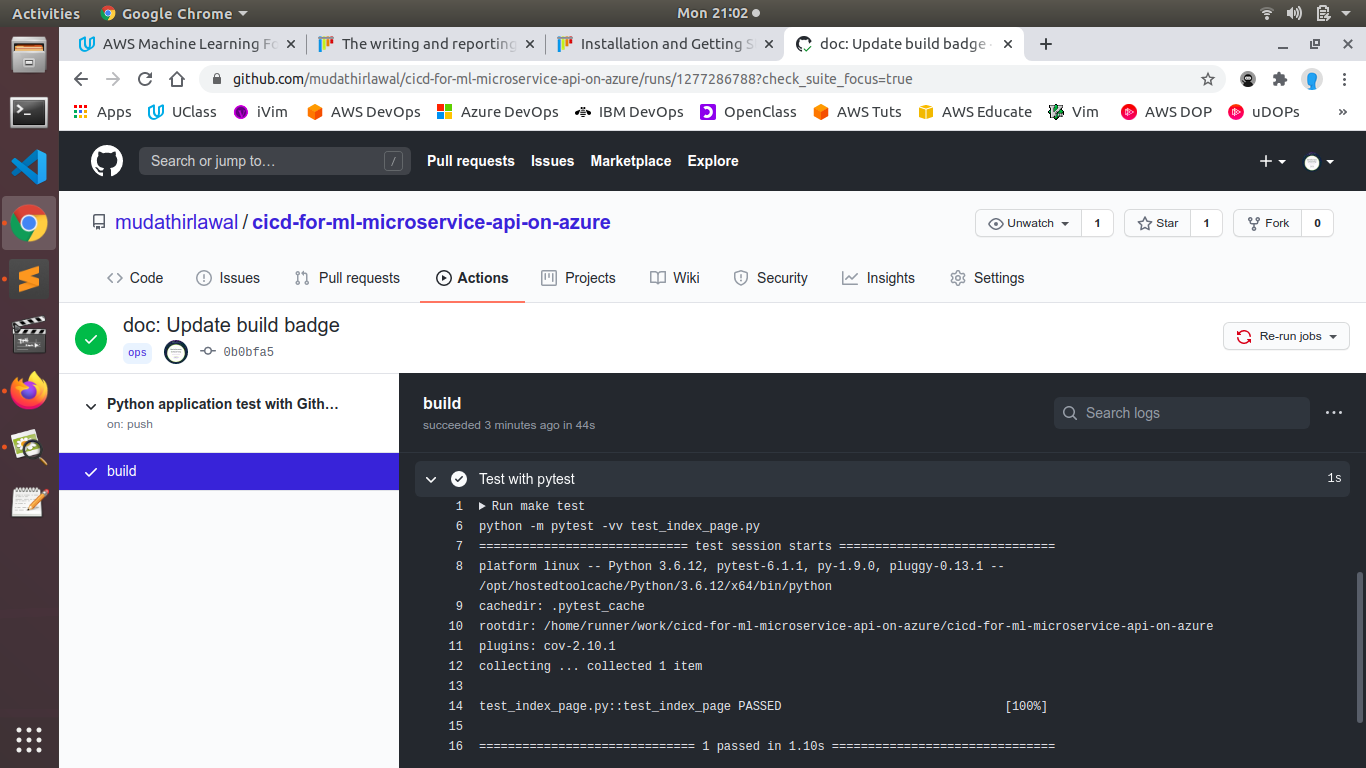 Activities Google Chrome Mon 21:02
AWS Machine Learning Fo The writing and reporting Installation and Getting S doc: Update build badge ·
github.com/mudathirlawal/cicd-for-ml-microservice-api-on-azure/runs/1277286788?check_suite_focus=true
Apps UClass iVim AWS DevOps Azure DevOps IBM DevOps OpenClass AWS Tuts AWS Educate Vim AWS DOP uDOPs »
Search or jump to… / Pull requests Issues Marketplace Explore
mudathirlawal / cicd-for-ml-microservice-api-on-azure Unwatch 1 Star 1 Fork 0
Code Issues Pull requests Actions Projects Wiki Security Insights Settings
doc: Update build badge
ops 0b0bfa5 Re-run jobs
Python application test with Gith…
on: push
build
build
succeeded 3 minutes ago in 44s
Search logs
Test with pytest 1s
1 Run make test
6 python -m pytest -vv test_index_page.py
7 ============================= test session starts ==============================
8 platform linux -- Python 3.6.12, pytest-6.1.1, py-1.9.0, pluggy-0.13.1 --
/opt/hostedtoolcache/Python/3.6.12/x64/bin/python
9 cachedir: .pytest_cache
10 rootdir: /home/runner/work/cicd-for-ml-microservice-api-on-azure/cicd-for-ml-microservice-api-on-azure
11 plugins: cov-2.10.1
12 collecting ... collected 1 item
13
14 test_index_page.py::test_index_page PASSED [100%]
15
16 ============================== 1 passed in 1.10s ===============================